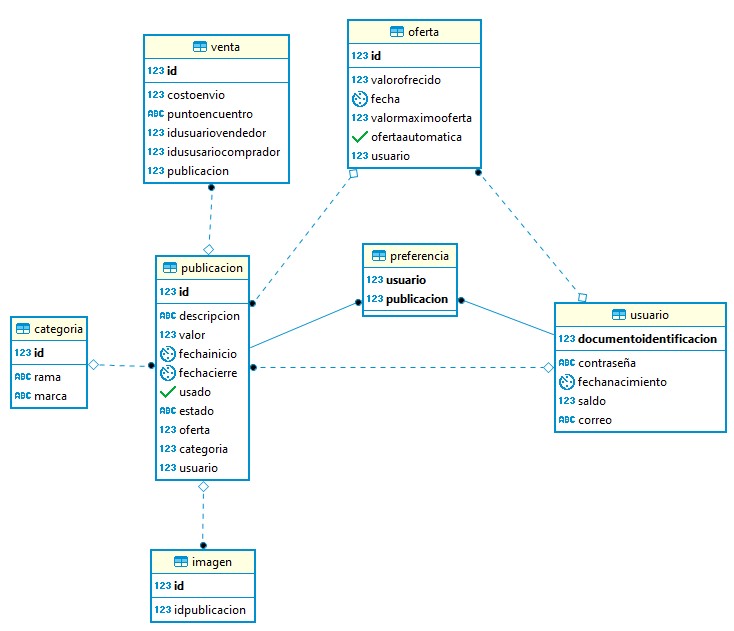 venta
123 id
123 costoenvio
ABC puntoencuentro
123 idusuariovendedor
123 idususariocomprador
123 publicacion
oferta
123 id
123 valorofrecido
fecha
123 valormaximooferta
ofertaautomatica
123 usuario
publicacion
123 id
ABC descripcion
123 valor
fechainicio
fechacierre
usado
ABC estado
123 oferta
123 categoria
123 usuario
preferencia
123 usuario
123 publicacion
categoria
123 id
ABC rama
ABC marca
usuario
123 documentoidentificacion
ABC contraseña
fechanacimiento
123 saldo
ABC correo
imagen
123 id
123 idpublicacion